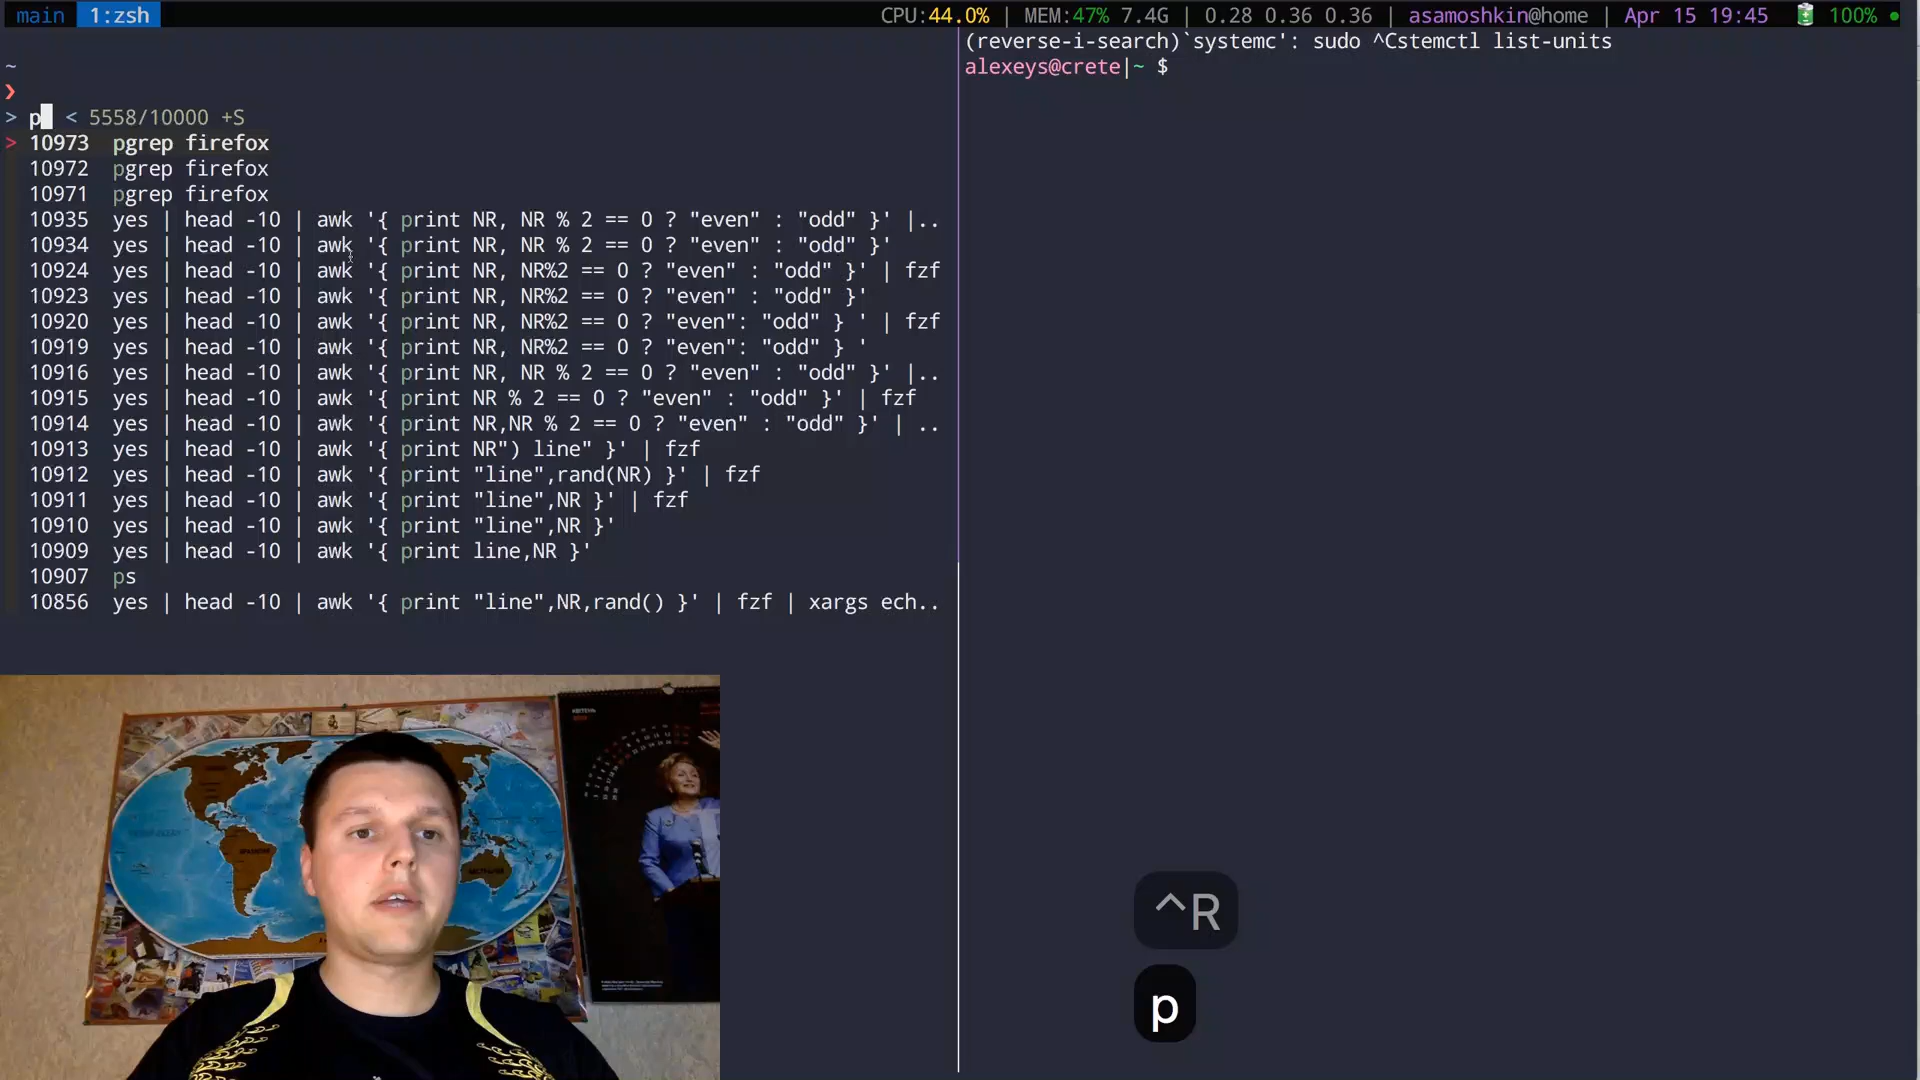 main 1:zsh CPU:44.0% | MEM:47% 7.4G | 0.28 0.36 0.36 | asamoshkin@home | Apr 15 19:45 100%
~
❯
> p < 5558/10000 +S
> 10973 pgrep firefox
10972 pgrep firefox
10971 pgrep firefox
10935 yes | head -10 | awk '{ print NR, NR % 2 == 0 ? "even" : "odd" }' |..
10934 yes | head -10 | awk '{ print NR, NR % 2 == 0 ? "even" : "odd" }'
10924 yes | head -10 | awk '{ print NR, NR%2 == 0 ? "even" : "odd" }' | fzf
10923 yes | head -10 | awk '{ print NR, NR%2 == 0 ? "even" : "odd" }'
10920 yes | head -10 | awk '{ print NR, NR%2 == 0 ? "even": "odd" } ' | fzf
10919 yes | head -10 | awk '{ print NR, NR%2 == 0 ? "even": "odd" } '
10916 yes | head -10 | awk '{ print NR, NR % 2 == 0 ? "even" : "odd" }' |..
10915 yes | head -10 | awk '{ print NR % 2 == 0 ? "even" : "odd" }' | fzf
10914 yes | head -10 | awk '{ print NR,NR % 2 == 0 ? "even" : "odd" }' | ..
10913 yes | head -10 | awk '{ print NR") line" }' | fzf
10912 yes | head -10 | awk '{ print "line",rand(NR) }' | fzf
10911 yes | head -10 | awk '{ print "line",NR }' | fzf
10910 yes | head -10 | awk '{ print "line",NR }'
10909 yes | head -10 | awk '{ print line,NR }'
10907 ps
10856 yes | head -10 | awk '{ print "line",NR,rand() }' | fzf | xargs ech..
(reverse-i-search)`systemc': sudo ^Cstemctl list-units
alexeys@crete|~ $
^R
p